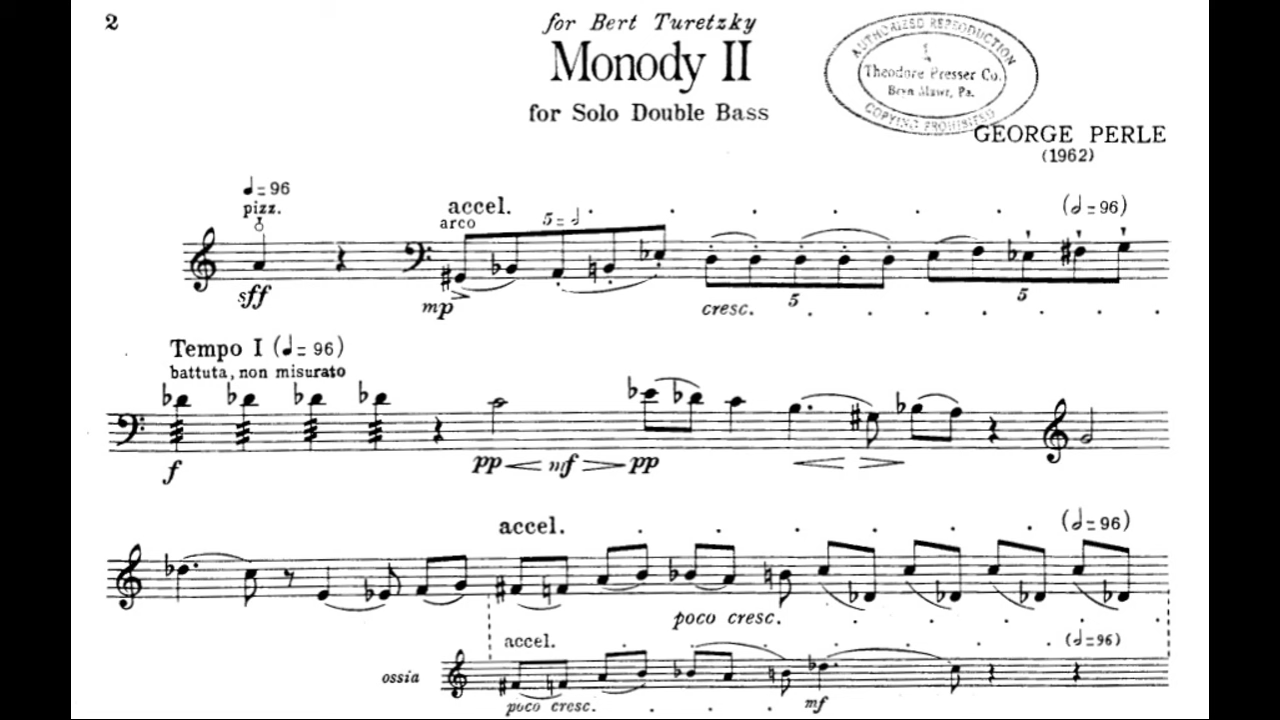 2
for Bert Turetzky
Monody II
for Solo Double Bass
AUTHORIZED REPRODUCTION
Theodore Presser Co.
Bryn Mawr, Pa.
COPYING PROHIBITED
GEORGE PERLE
(1962)
♩= 96
pizz.
accel.
arco
5 = 𝅗𝅥
(𝅗𝅥 = 96)
sff
mp
cresc.
5
5
Tempo I (♩= 96)
battuta, non misurato
f
pp mf pp
accel.
(𝅗𝅥 = 96)
poco cresc.
accel.
(𝅗𝅥 = 96)
ossia
poco cresc.
mf